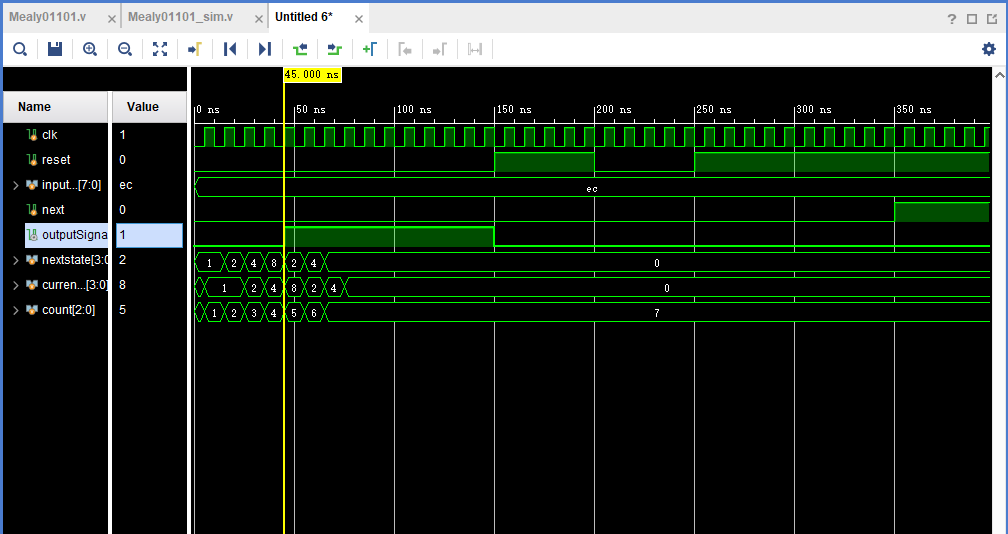 Mealy01101.v × Mealy01101_sim.v × Untitled 6* ×
? 
45.000 ns
Name Value
0 ns 50 ns 100 ns 150 ns 200 ns 250 ns 300 ns 350 ns
clk 1
reset 0
input...[7:0] ec ec
next 0
outputSigna 1
nextstate[3:0 2 1 2 4 8 2 4 0
curren...[3:0] 8 1 2 4 8 2 4 0
count[2:0] 5 1 2 3 4 5 6 7